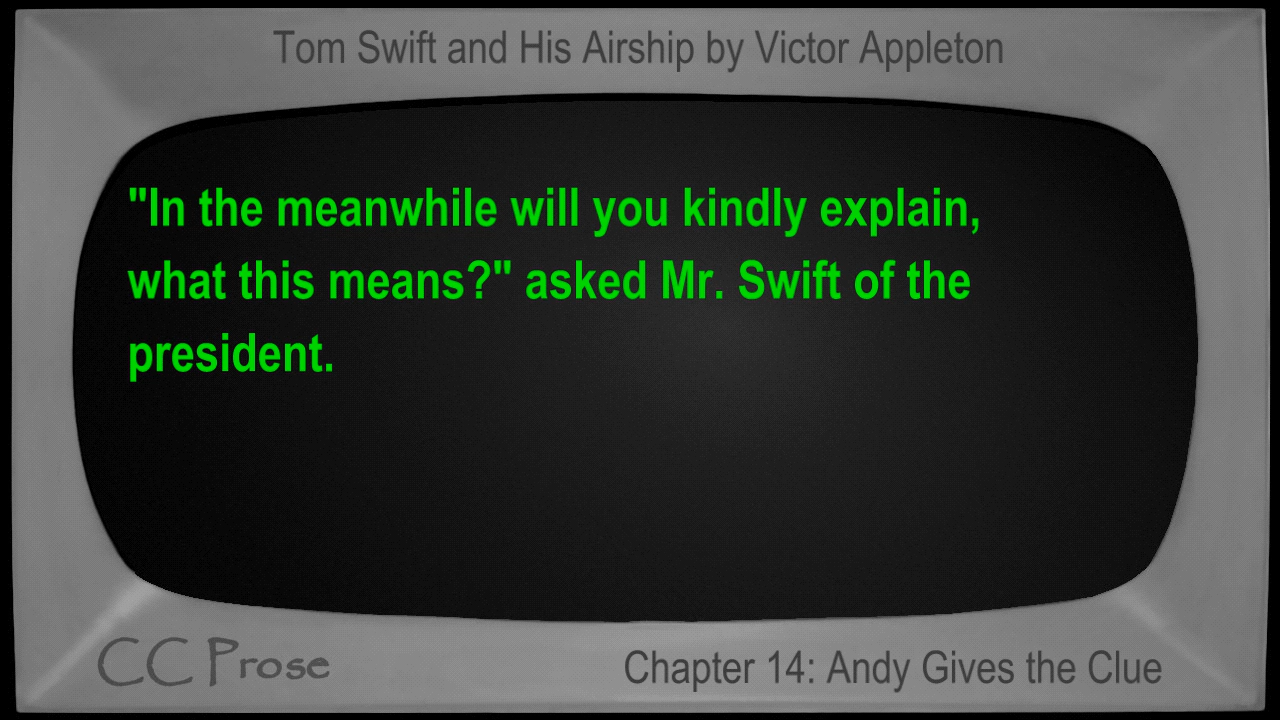 Tom Swift and His Airship by Victor Appleton
"In the meanwhile will you kindly explain,
what this means?" asked Mr. Swift of the
president.
CC Prose
Chapter 14: Andy Gives the Clue